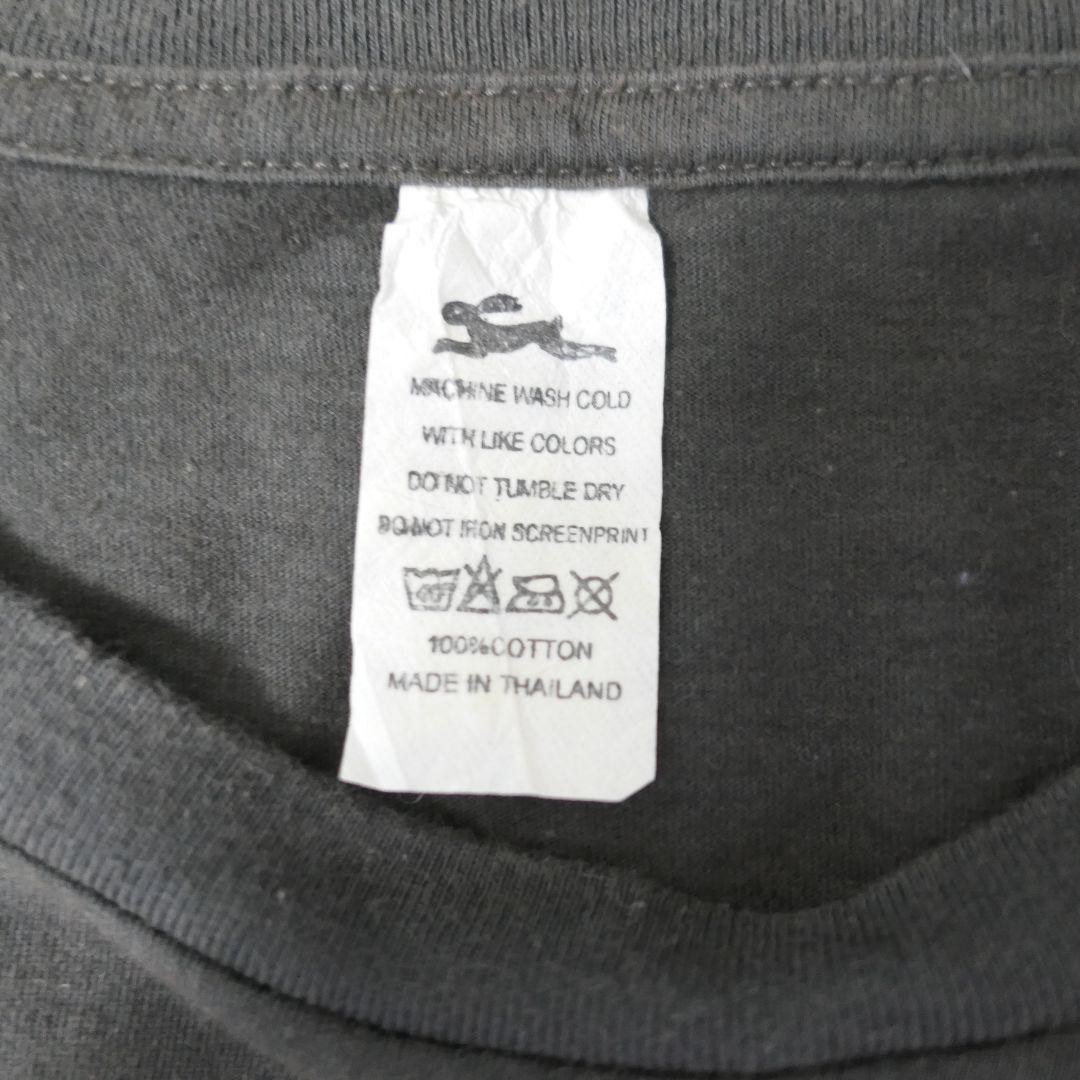 MACHINE WASH COLD
WITH LIKE COLORS
DO NOT TUMBLE DRY
DO NOT IRON SCREENPRINT
40
100%COTTON
MADE IN THAILAND